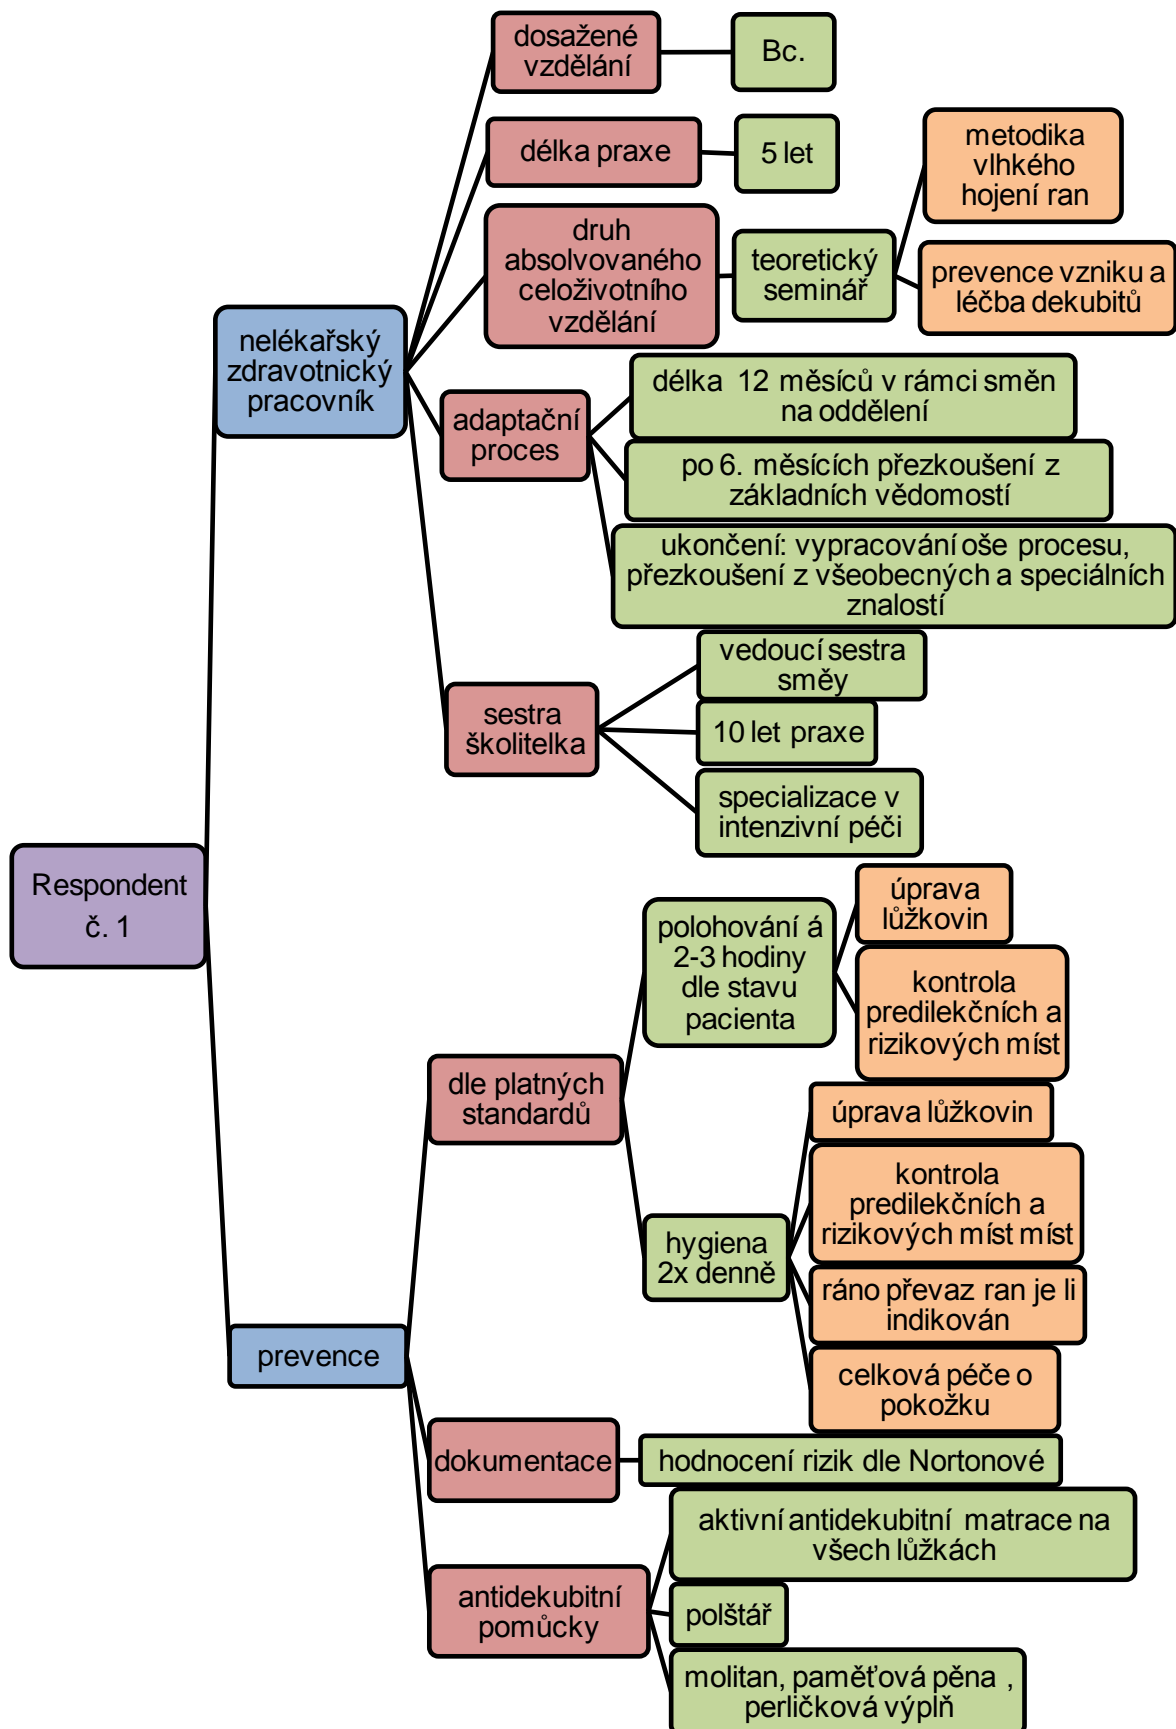 dosažené
vzdělání
Bc.
délka praxe
5 let
metodika
vlhkého
hojení ran
druh
absolvovaného
celoživotního
vzdělání
teoretický
seminář
prevence vzniku a
léčba dekubitů
nelékařský
zdravotnický
pracovník
adaptační
proces
délka 12 měsíců v rámci směn
na oddělení
po 6. měsících přezkoušení z
základních vědomostí
ukončení: vypracování oše procesu,
přezkoušení z všeobecných a speciálních
znalostí
sestra
školitelka
vedoucí sestra
směy
10 let praxe
specializace v
intenzivní péči
Respondent
č. 1
polohování á
2-3 hodiny
dle stavu
pacienta
úprava
lůžkovin
kontrola
predilekčních a
rizikových míst
dle platných
standardů
hygiena
2x denně
úprava lůžkovin
kontrola
predilekčních a
rizikových míst míst
ráno převaz ran je li
indikován
celková péče o
pokožku
prevence
dokumentace
hodnocení rizik dle Nortonové
antidekubitní
pomůcky
aktivní antidekubitní matrace na
všech lůžkách
polštář
molitan, paměťová pěna ,
perličková výplň